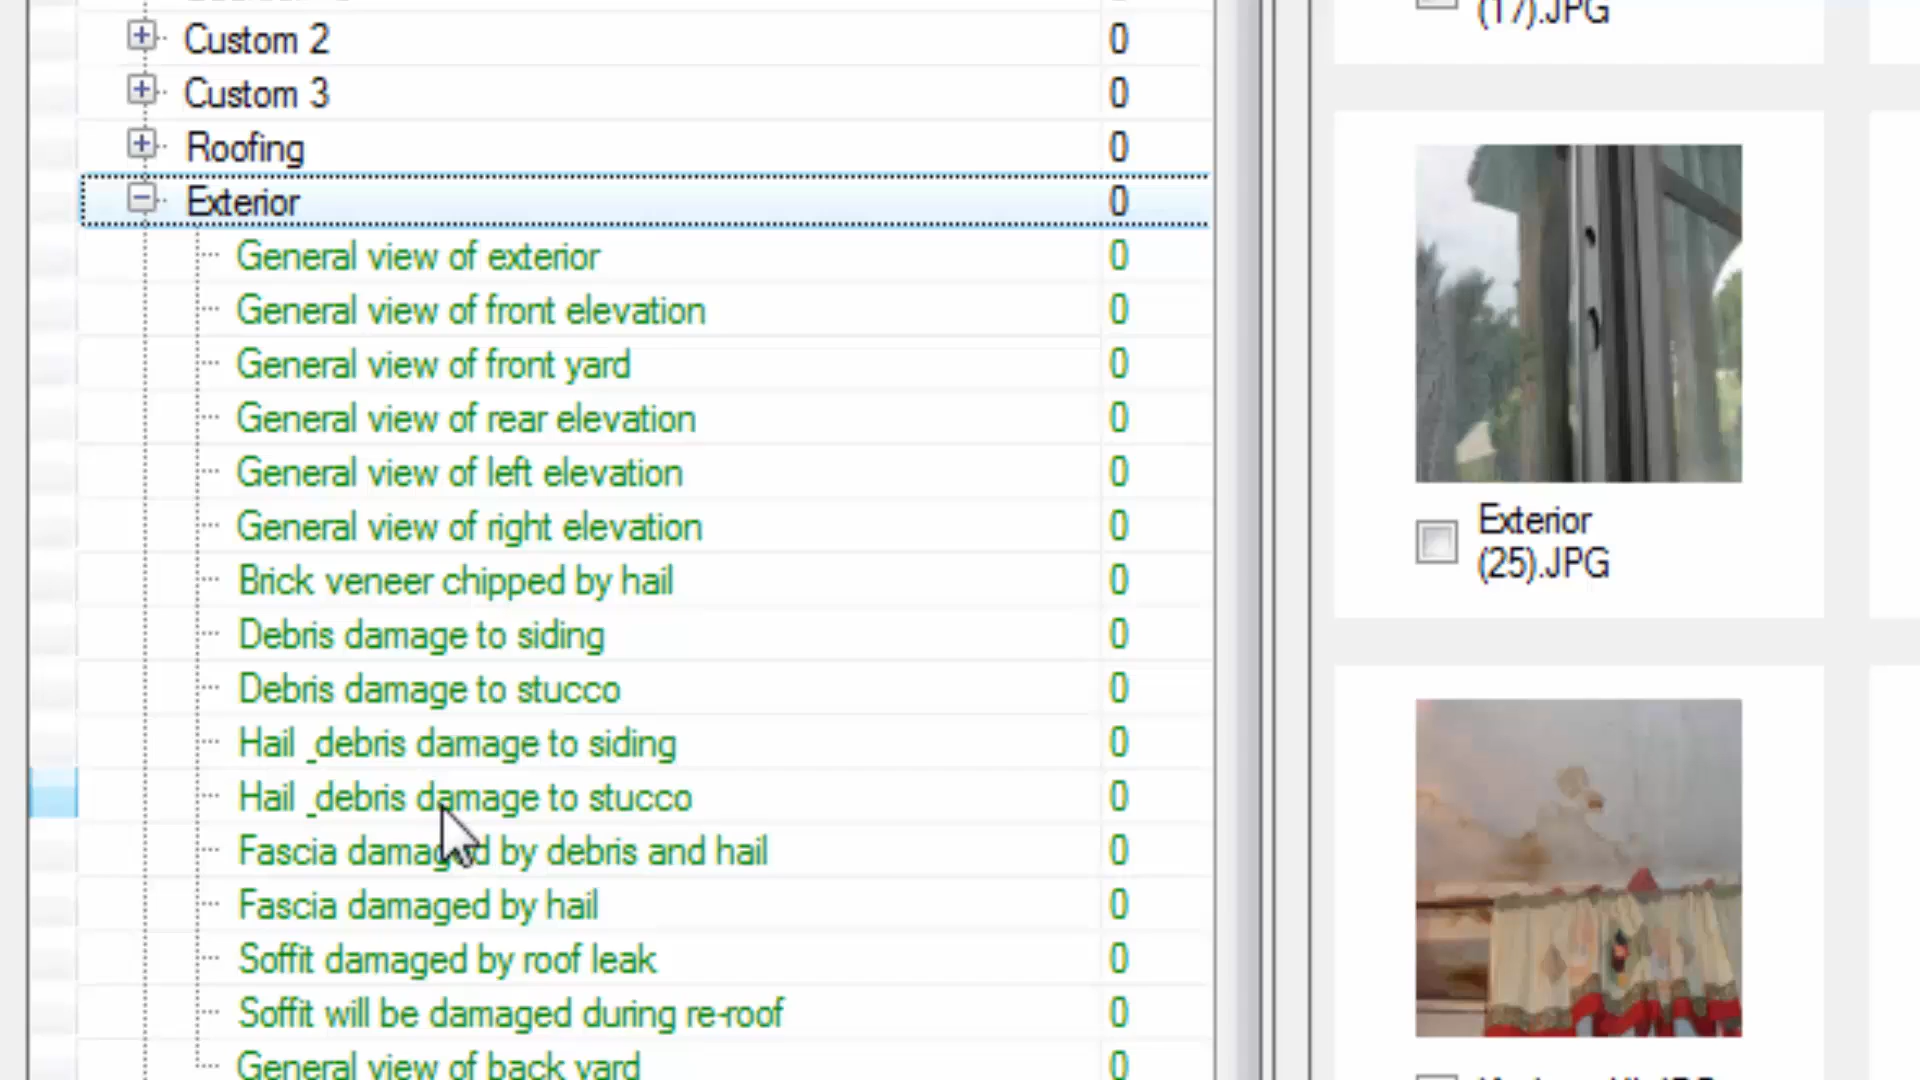 Custom 2 0
Custom 3 0
Roofing 0
Exterior 0
General view of exterior 0
General view of front elevation 0
General view of front yard 0
General view of rear elevation 0
General view of left elevation 0
General view of right elevation 0
Brick veneer chipped by hail 0
Debris damage to siding 0
Debris damage to stucco 0
Hail _debris damage to siding 0
Hail _debris damage to stucco 0
Fascia damaged by debris and hail 0
Fascia damaged by hail 0
Soffit damaged by roof leak 0
Soffit will be damaged during re-roof 0
General view of back yard 0
(17).JPG
Exterior
(25).JPG